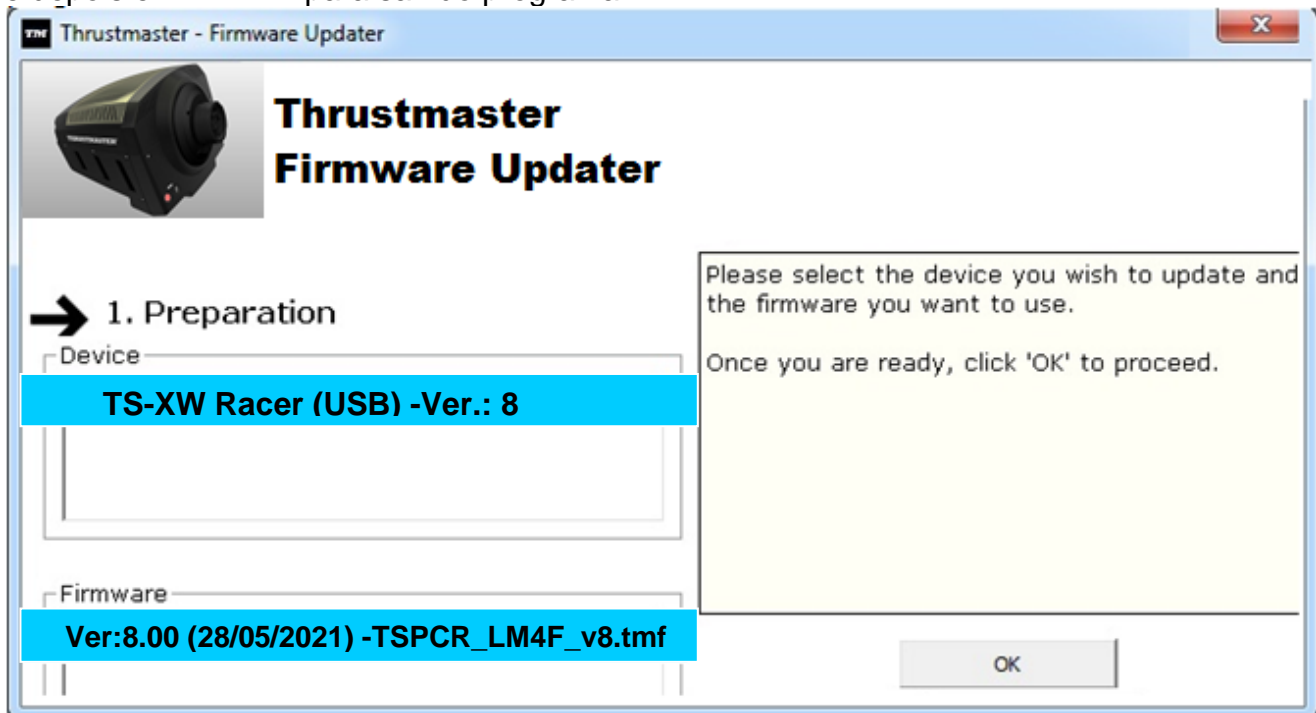 Thrustmaster - Firmware Updater
Thrustmaster
Firmware Updater
1. Preparation
Device
TS-XW Racer (USB) -Ver.: 8
Please select the device you wish to update and
the firmware you want to use.
Once you are ready, click 'OK' to proceed.
Firmware
Ver:8.00 (28/05/2021) -TSPCR_LM4F_v8.tmf
OK